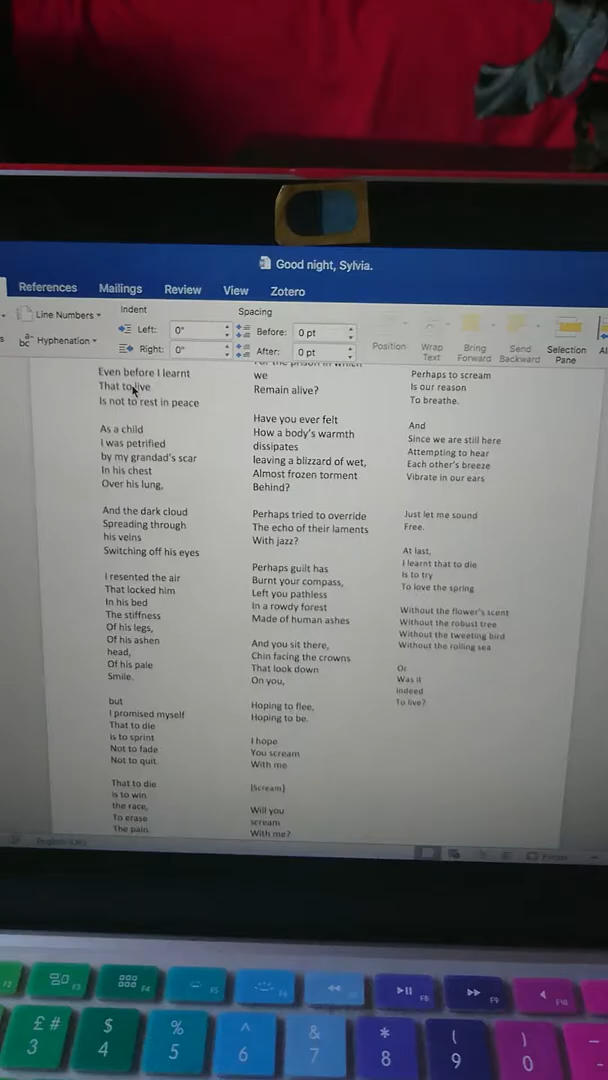 Good night, Sylvia.
References Mailings Review View Zotero
Line Numbers
Hyphenation
Indent
Left: 0"
Right: 0"
Spacing
Before: 0 pt
After: 0 pt
Position
Wrap Text
Bring Forward
Send Backward
Selection Pane
Even before I learnt
That to live
Is not to rest in peace
As a child
I was petrified
by my grandad's scar
In his chest
Over his lung,
And the dark cloud
Spreading through
his veins
Switching off his eyes
I resented the air
That locked him
In his bed
The stiffness
Of his legs,
Of his ashen
head,
Of his pale
Smile.
but
I promised myself
That to die
is to sprint
Not to fade
Not to quit.
That to die
is to win
the race,
To erase
The pain
we
Remain alive?
Have you ever felt
How a body's warmth
dissipates
leaving a blizzard of wet,
Almost frozen torment
Behind?
Perhaps tried to override
The echo of their laments
With jazz?
Perhaps guilt has
Burnt your compass,
Left you pathless
In a rowdy forest
Made of human ashes
And you sit there,
Chin facing the crowns
That look down
On you,
Hoping to flee,
Hoping to be.
I hope
You scream
With me
[Scream]
Will you
scream
With me?
Perhaps to scream
Is our reason
To breathe.
And
Since we are still here
Attempting to hear
Each other's breeze
Vibrate in our ears
Just let me sound
Free.
At last,
I learnt that to die
Is to try
To love the spring
Without the flower's scent
Without the robust tree
Without the tweeting bird
Without the rolling sea
Or
Was it
indeed
To live?
English (UK)
Focus
F2 F3 F4 F5 F6 F8 F9 F10
£ # $ % ^ & * ( )
3 4 5 6 7 8 9 0